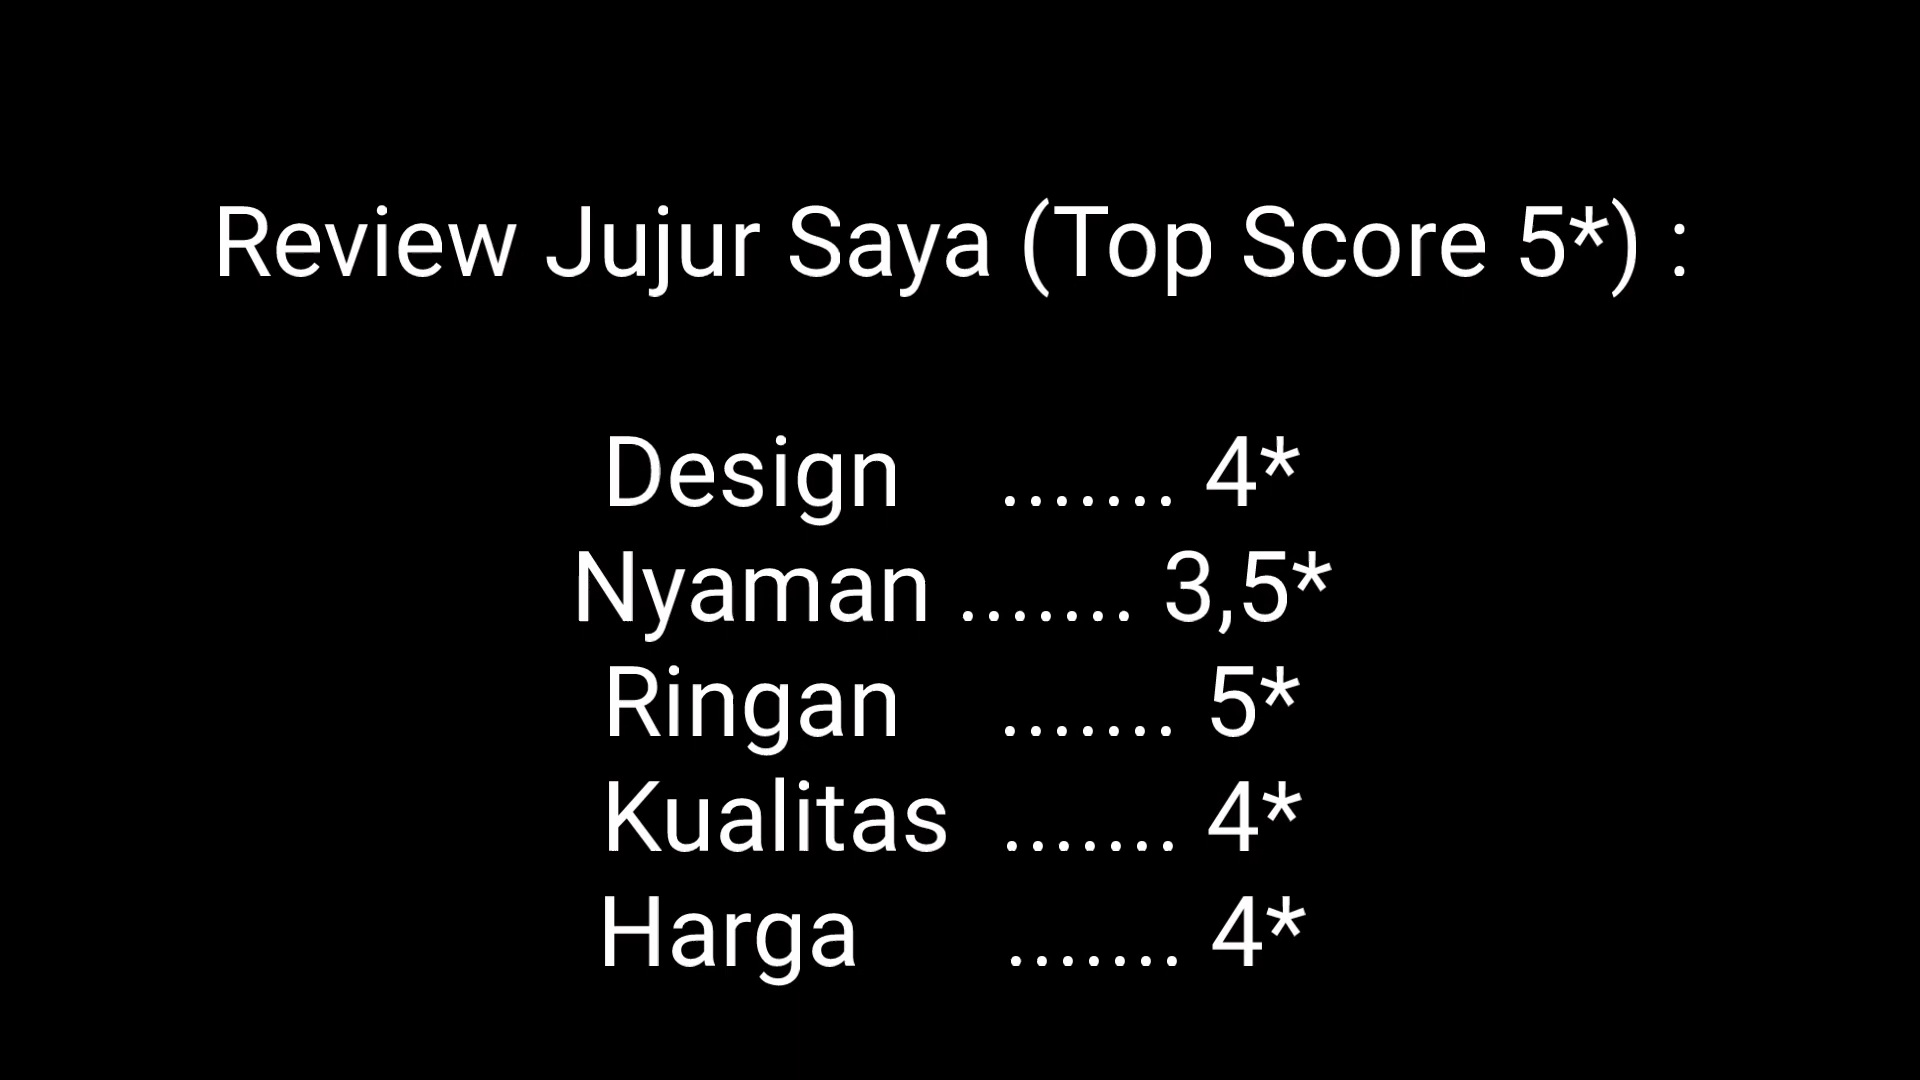 Review Jujur Saya (Top Score 5*) :
Design ....... 4*
Nyaman ....... 3,5*
Ringan ....... 5*
Kualitas ....... 4*
Harga ....... 4*